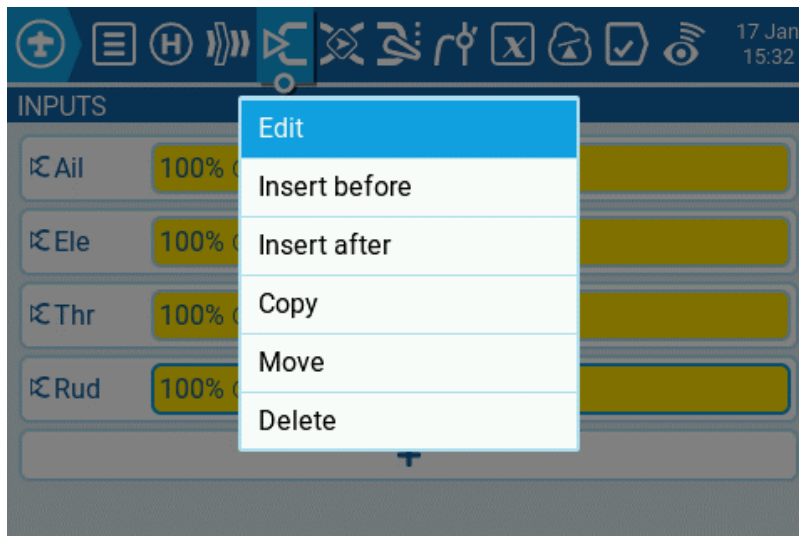 17 Jan
15:32
INPUTS
Ail 100%
Ele 100%
Thr 100%
Rud 100%
Edit
Insert before
Insert after
Copy
Move
Delete
+